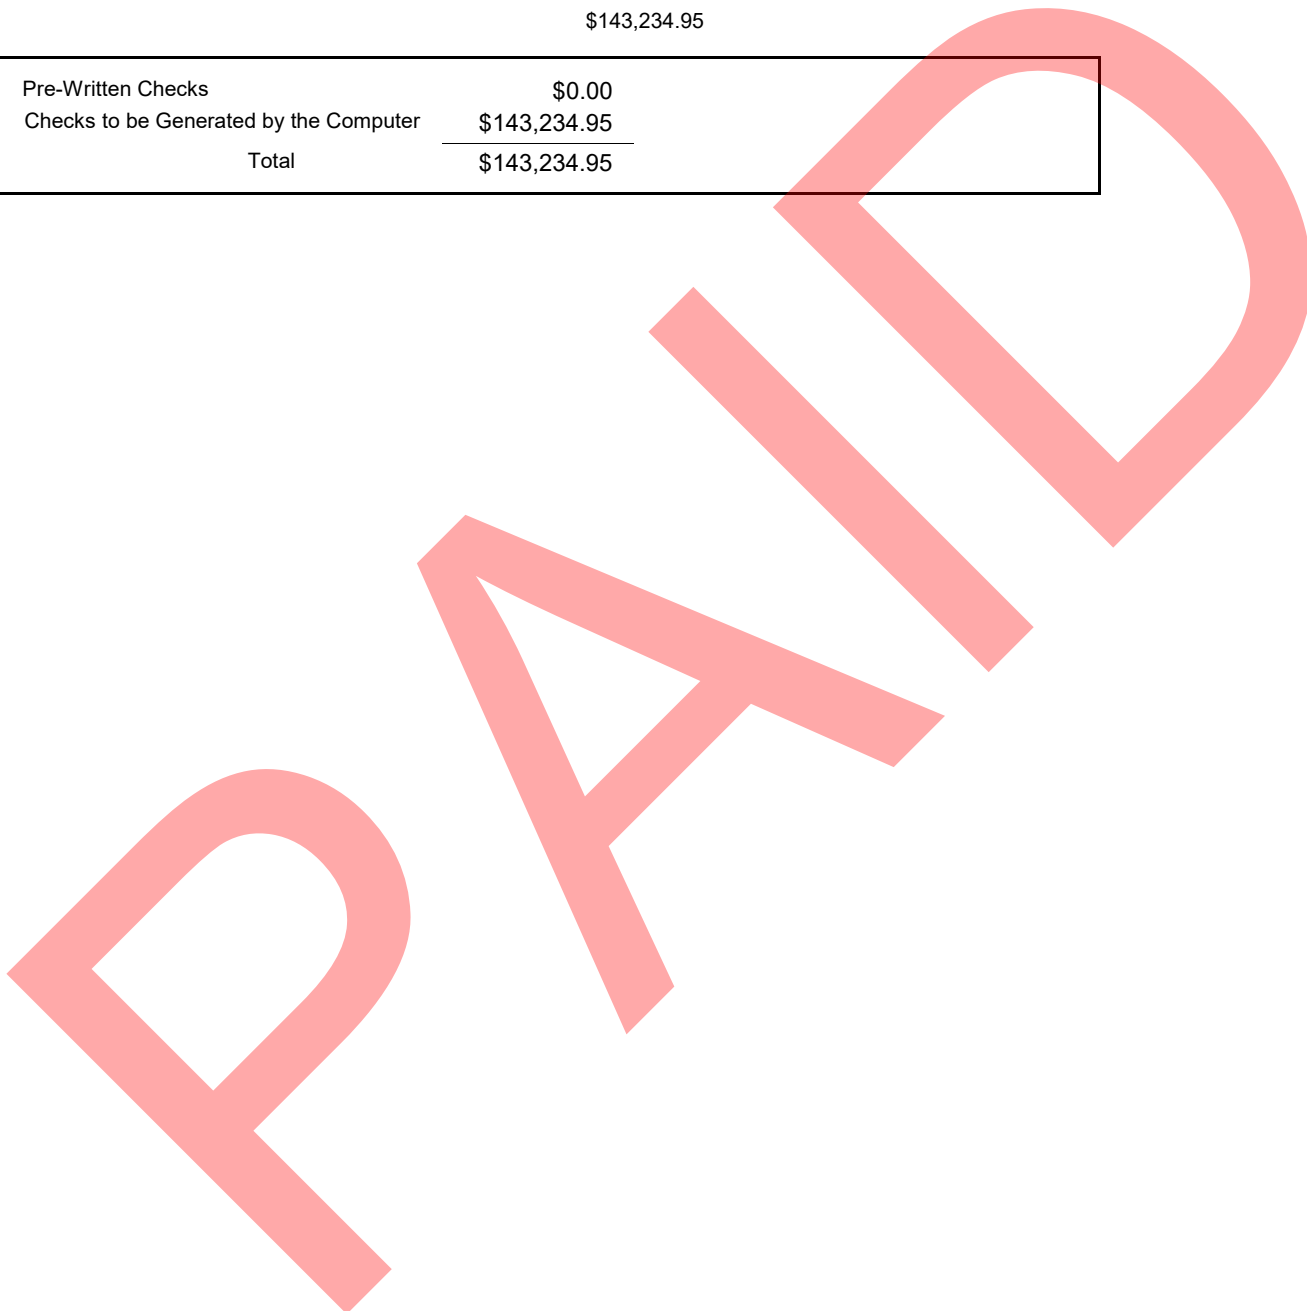 $143,234.95
Pre-Written Checks $0.00
Checks to be Generated by the Computer $143,234.95
Total $143,234.95
PAID